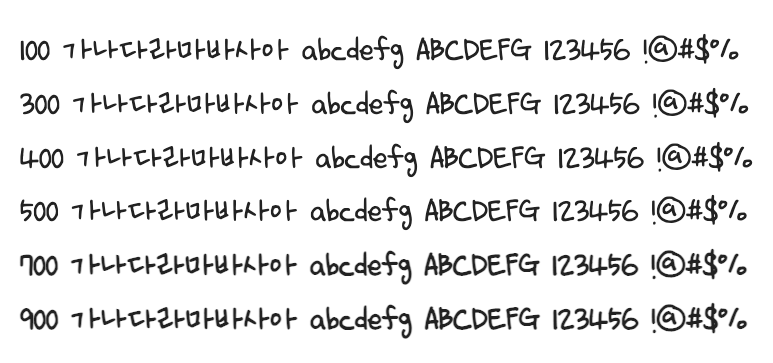 100 가나다라마바사아 abcdefg ABCDEFG 123456 !@#$%
300 가나다라마바사아 abcdefg ABCDEFG 123456 !@#$%
400 가나다라마바사아 abcdefg ABCDEFG 123456 !@#$%
500 가나다라마바사아 abcdefg ABCDEFG 123456 !@#$%
700 가나다라마바사아 abcdefg ABCDEFG 123456 !@#$%
900 가나다라마바사아 abcdefg ABCDEFG 123456 !@#$%